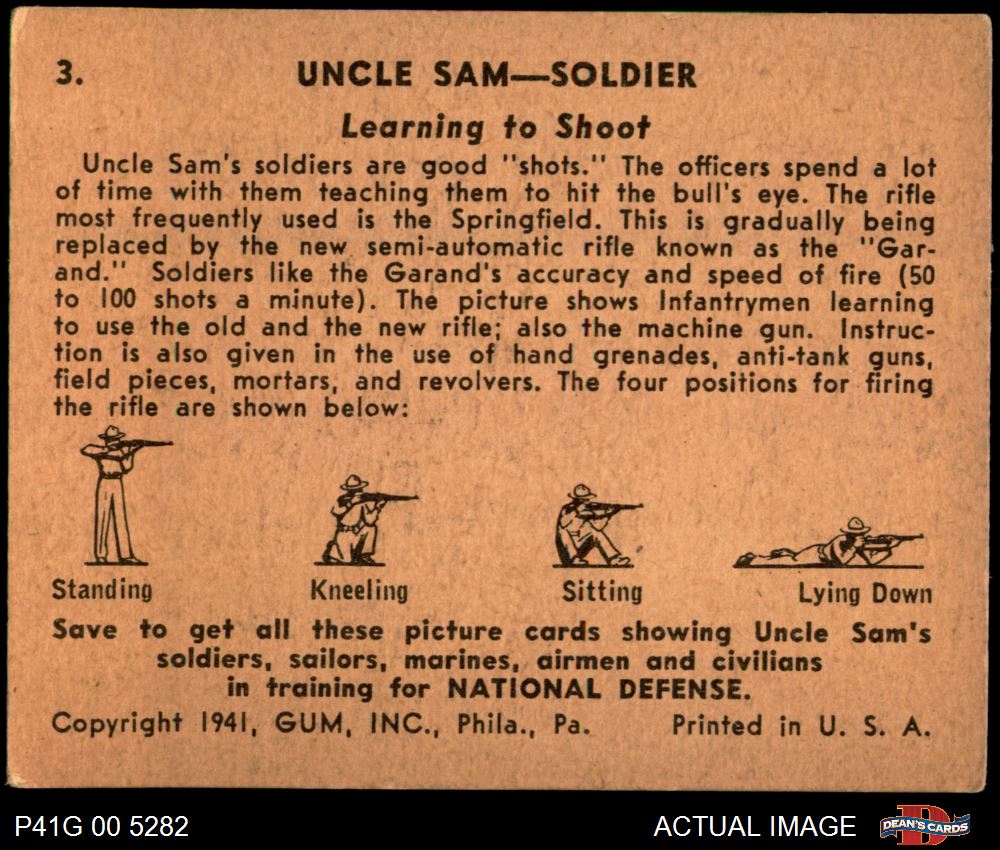 3. UNCLE SAM—SOLDIER
Learning to Shoot
Uncle Sam's soldiers are good "shots." The officers spend a lot
of time with them teaching them to hit the bull's eye. The rifle
most frequently used is the Springfield. This is gradually being
replaced by the new semi-automatic rifle known as the "Gar-
and." Soldiers like the Garand's accuracy and speed of fire (50
to 100 shots a minute). The picture shows Infantrymen learning
to use the old and the new rifle; also the machine gun. Instruc-
tion is also given in the use of hand grenades, anti-tank guns,
field pieces, mortars, and revolvers. The four positions for firing
the rifle are shown below:
Standing Kneeling Sitting Lying Down
Save to get all these picture cards showing Uncle Sam's
soldiers, sailors, marines, airmen and civilians
in training for NATIONAL DEFENSE.
Copyright 1941, GUM, INC., Phila., Pa. Printed in U. S. A.
P41G 00 5282 ACTUAL IMAGE D DEAN'S CARDS